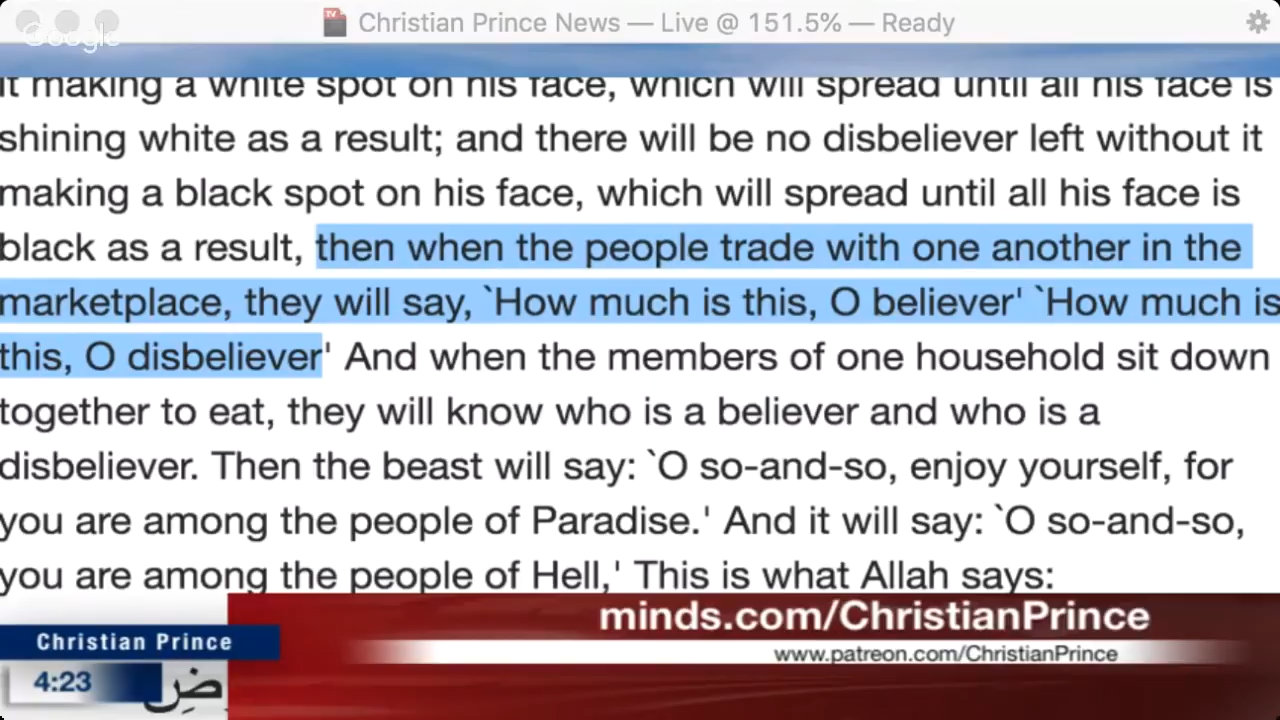 Christian Prince News — Live @ 151.5% — Ready
Google
it making a white spot on his face, which will spread until all his face is
shining white as a result; and there will be no disbeliever left without it
making a black spot on his face, which will spread until all his face is
black as a result, then when the people trade with one another in the
marketplace, they will say, `How much is this, O believer' `How much is
this, O disbeliever' And when the members of one household sit down
together to eat, they will know who is a believer and who is a
disbeliever. Then the beast will say: `O so-and-so, enjoy yourself, for
you are among the people of Paradise.' And it will say: `O so-and-so,
you are among the people of Hell,' This is what Allah says:
minds.com/ChristianPrince
Christian Prince
www.patreon.com/ChristianPrince
4:23